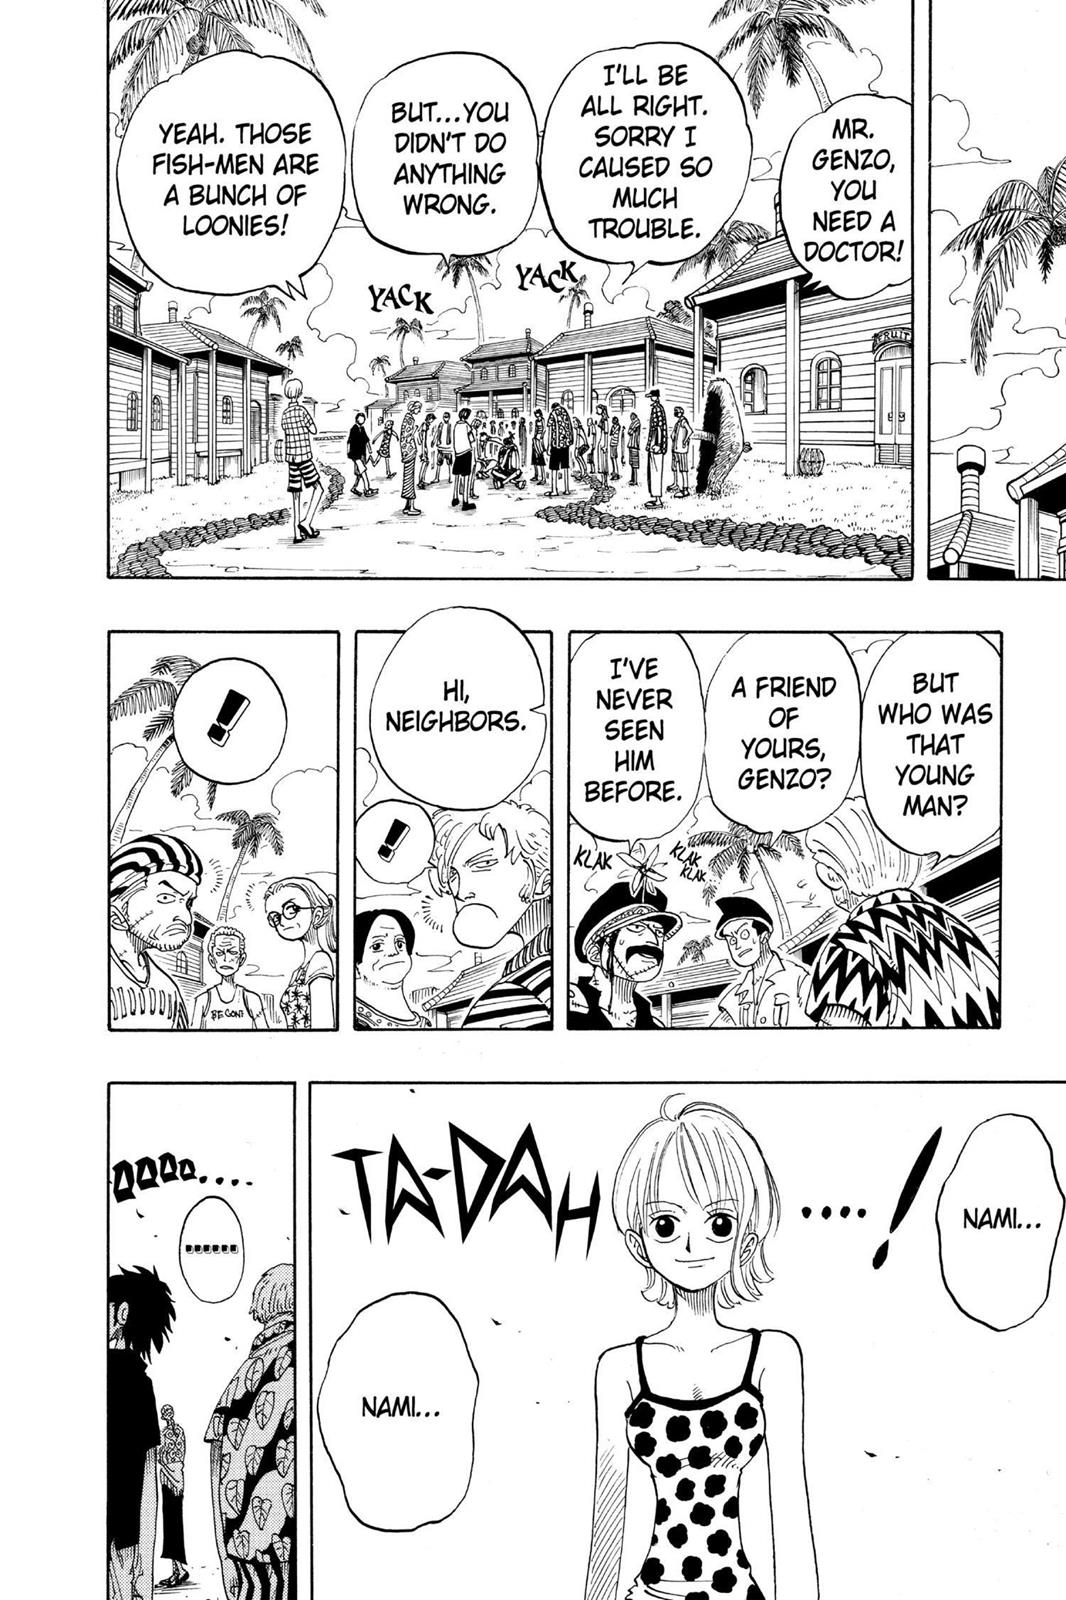 MR.
GENZO,
YOU
NEED A
DOCTOR!
I'LL BE
ALL RIGHT.
SORRY I
CAUSED SO
MUCH
TROUBLE.
BUT...YOU
DIDN'T DO
ANYTHING
WRONG.
YEAH. THOSE
FISH-MEN ARE
A BUNCH OF
LOONIES!
YACK
YACK
FRUIT
BUT
WHO WAS
THAT
YOUNG
MAN?
A FRIEND
OF
YOURS,
GENZO?
I'VE
NEVER
SEEN
HIM
BEFORE.
KLAK
KLAK
KLAK...
HI,
NEIGHBORS.
!
!
BE GONE
NAMI...
TA-DAH
....!
NAMI...
......